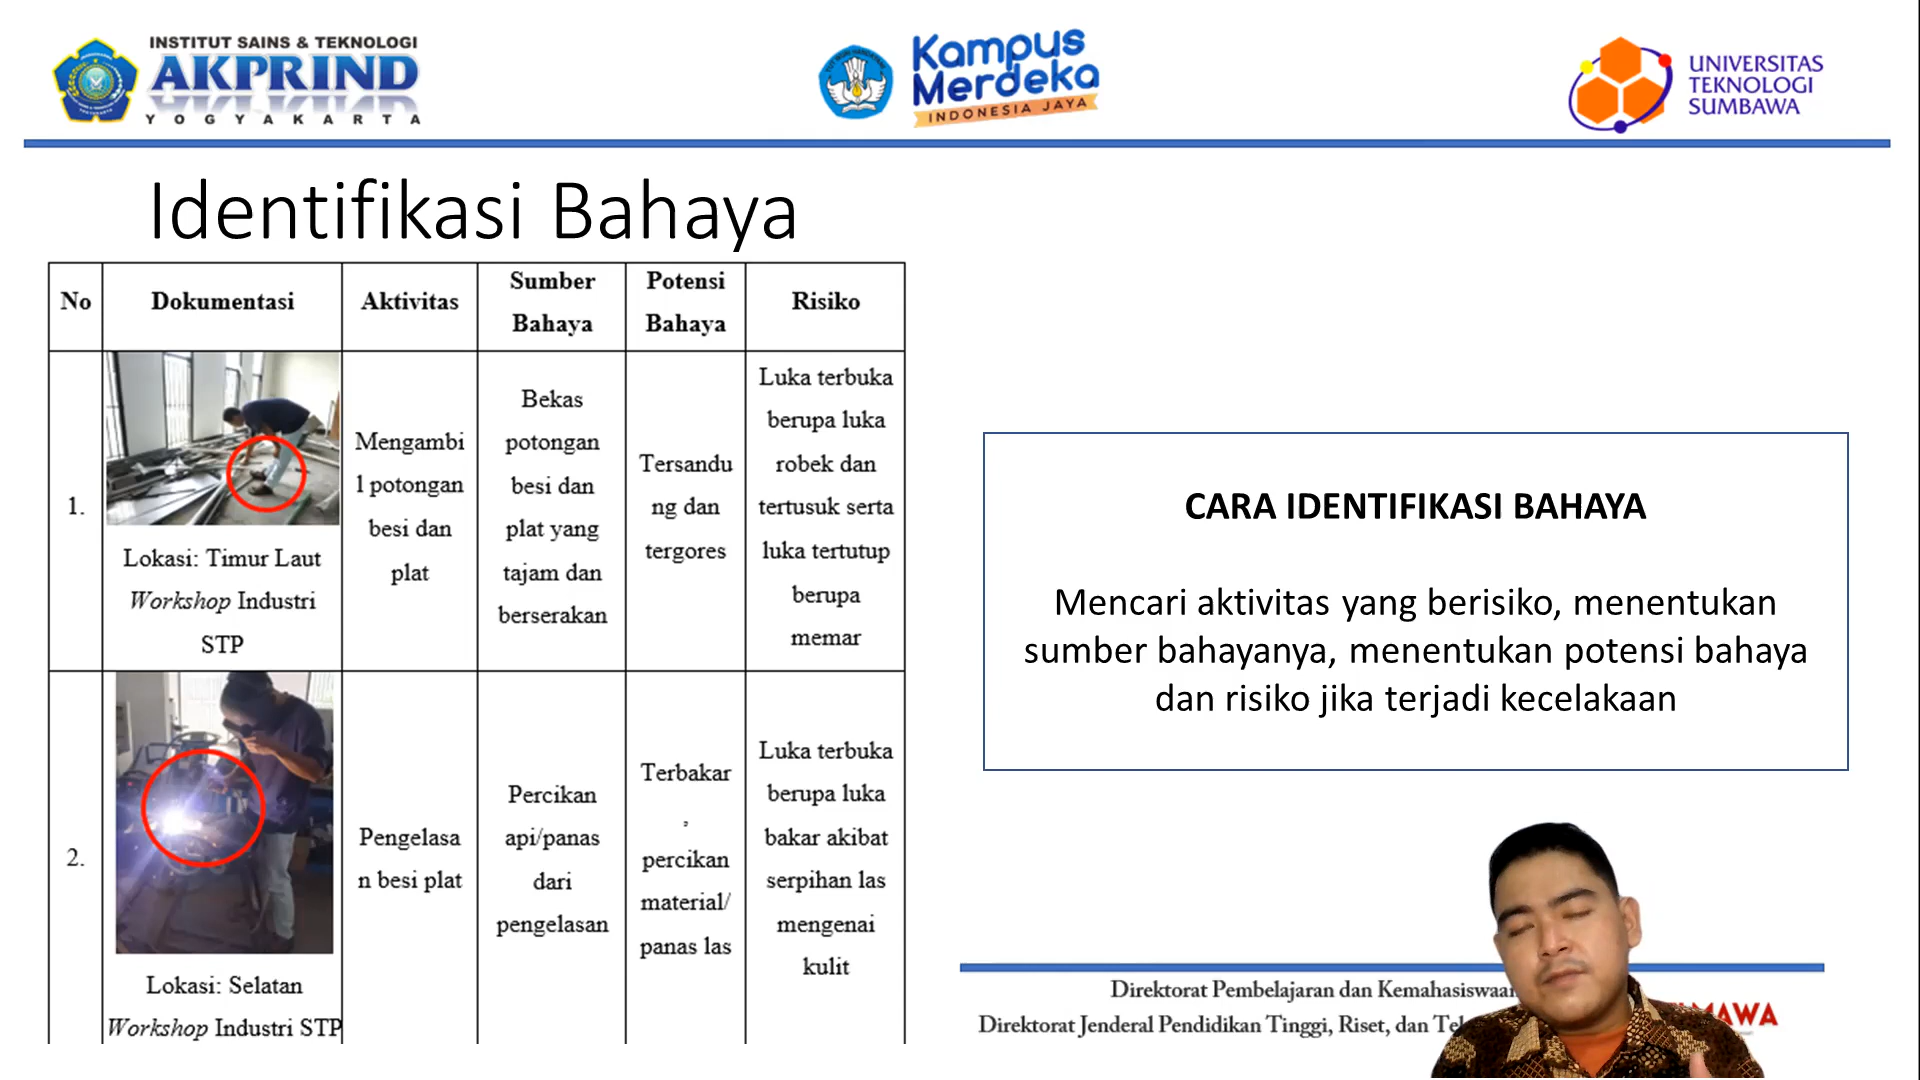 INSTITUT SAINS & TEKNOLOGI
AKPRIND
YOGYAKARTA
Kampus
Merdeka
INDONESIA JAYA
UNIVERSITAS
TEKNOLOGI
SUMBAWA
Identifikasi Bahaya
No
Dokumentasi
Aktivitas
Sumber
Bahaya
Potensi
Bahaya
Risiko
1.
Lokasi: Timur Laut
Workshop Industri
STP
Mengambi
l potongan
besi dan
plat
Bekas
potongan
besi dan
plat yang
tajam dan
berserakan
Tersandu
ng dan
tergores
Luka terbuka
berupa luka
robek dan
tertusuk serta
luka tertutup
berupa
memar
2.
Lokasi: Selatan
Workshop Industri STP
Pengelasa
n besi plat
Percikan
api/panas
dari
pengelasan
Terbakar
,
percikan
material/
panas las
Luka terbuka
berupa luka
bakar akibat
serpihan las
mengenai
kulit
CARA IDENTIFIKASI BAHAYA
Mencari aktivitas yang berisiko, menentukan
sumber bahayanya, menentukan potensi bahaya
dan risiko jika terjadi kecelakaan
Direktorat Pembelajaran dan Kemahasiswaan
Direktorat Jenderal Pendidikan Tinggi, Riset, dan